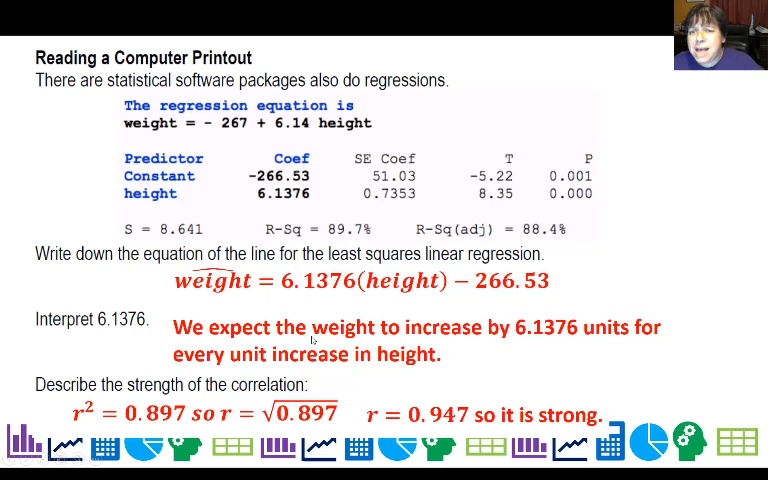 Reading a Computer Printout
There are statistical software packages also do regressions.
The regression equation is
weight = - 267 + 6.14 height
Predictor Coef SE Coef T P
Constant -266.53 51.03 -5.22 0.001
height 6.1376 0.7353 8.35 0.000
S = 8.641 R-Sq = 89.7% R-Sq(adj) = 88.4%
Write down the equation of the line for the least squares linear regression.
weight = 6.1376(height) − 266.53
Interpret 6.1376.
We expect the weight to increase by 6.1376 units for
every unit increase in height.
Describe the strength of the correlation:
r² = 0.897 so r = √0.897 r = 0.947 so it is strong.